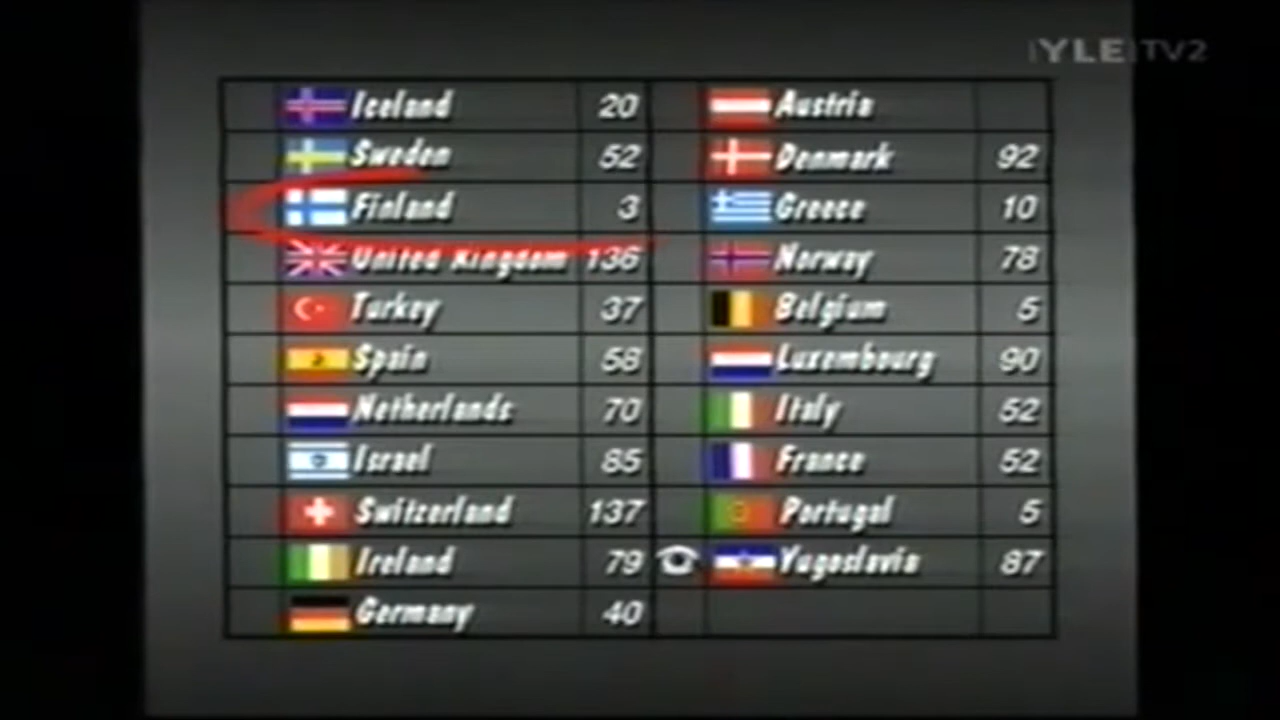 YLE TV2
Iceland 20
Sweden 52
Finland 3
United Kingdom 136
Turkey 37
Spain 58
Netherlands 70
Israel 85
Switzerland 137
Ireland 79
Germany 40
Austria
Denmark 92
Greece 10
Norway 78
Belgium 5
Luxembourg 90
Italy 52
France 52
Portugal 5
Yugoslavia 87